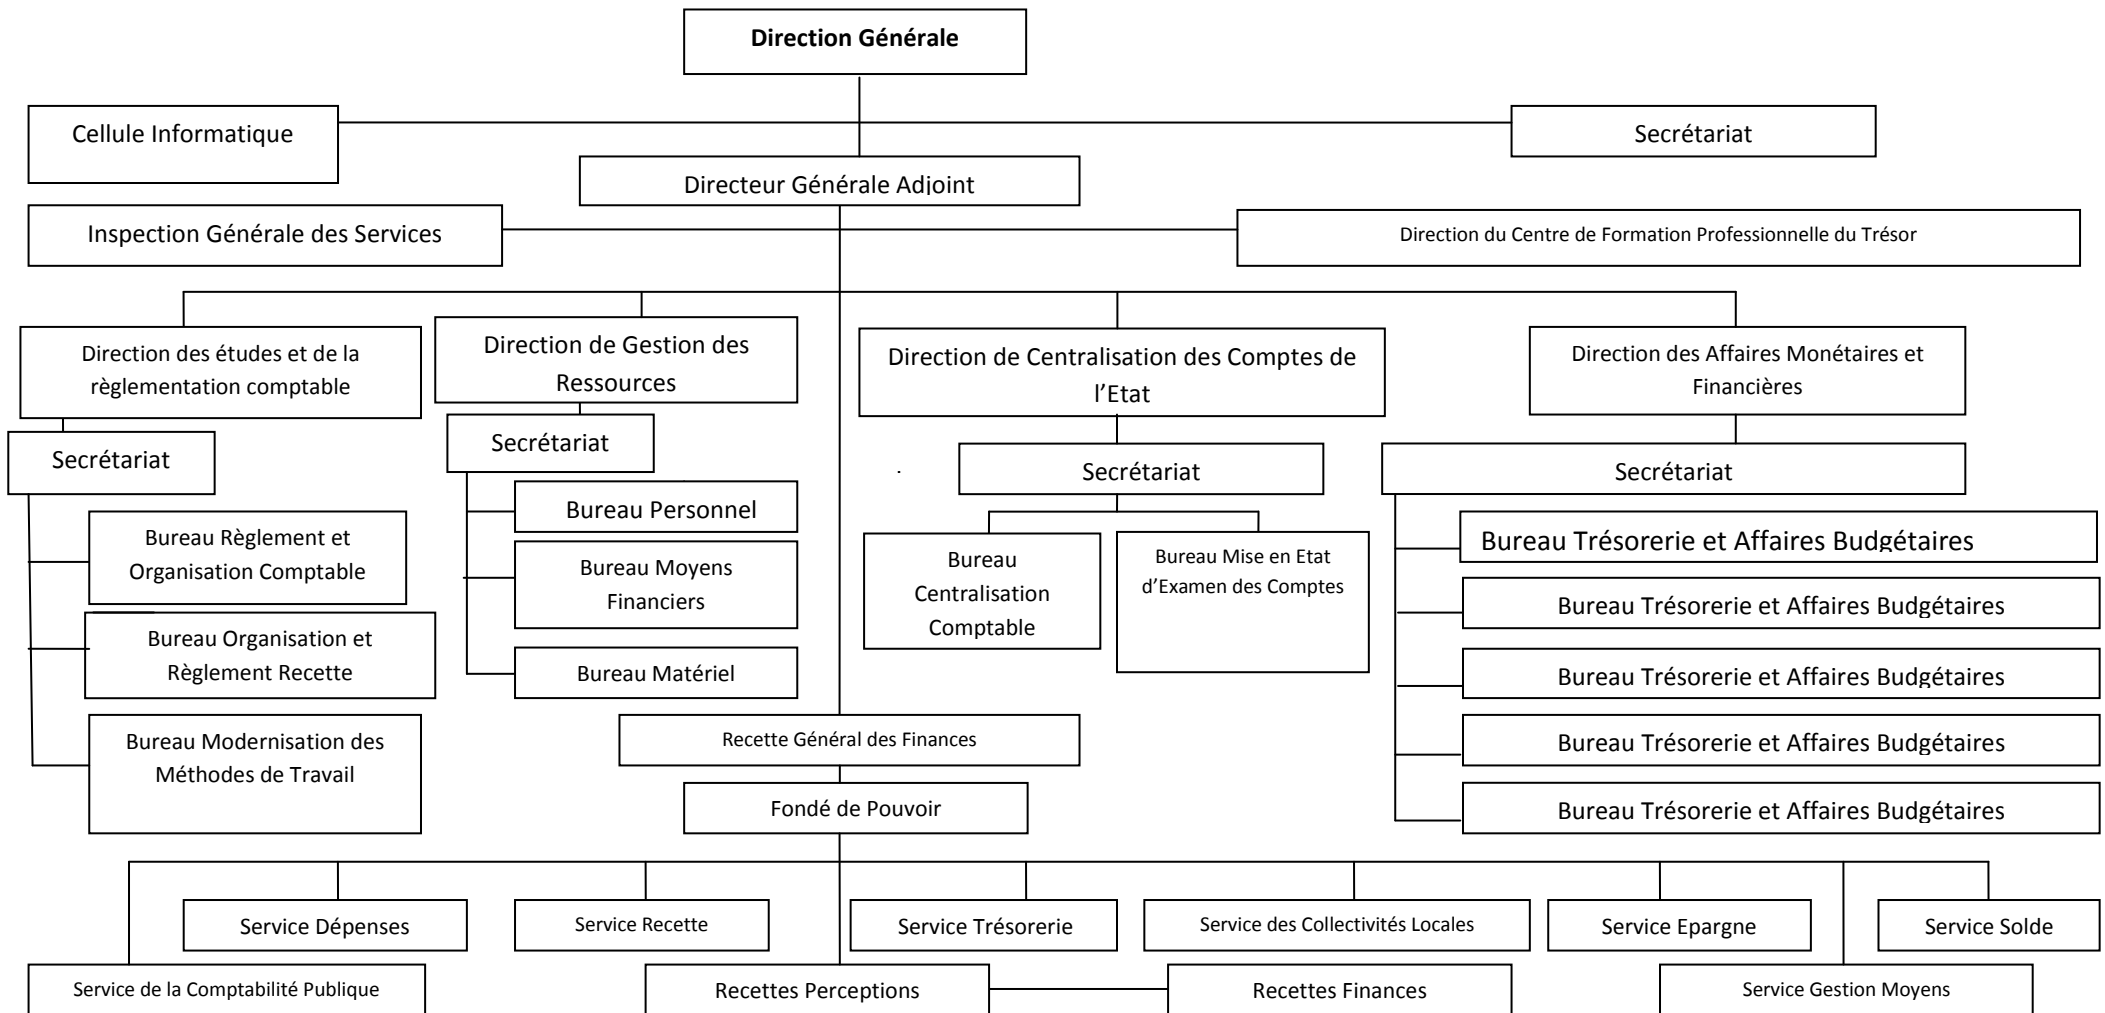 Direction Générale
Cellule Informatique
Secrétariat
Directeur Générale Adjoint
Inspection Générale des Services
Direction du Centre de Formation Professionnelle du Trésor
Direction des études et de la
règlementation comptable
Direction de Gestion des
Ressources
Direction de Centralisation des Comptes de
l’Etat
Direction des Affaires Monétaires et
Financières
Secrétariat
Secrétariat
Secrétariat
Secrétariat
Bureau Règlement et
Organisation Comptable
Bureau Organisation et
Règlement Recette
Bureau Modernisation des
Méthodes de Travail
Bureau Personnel
Bureau Moyens
Financiers
Bureau Matériel
Bureau
Centralisation
Comptable
Bureau Mise en Etat
d’Examen des Comptes
Bureau Trésorerie et Affaires Budgétaires
Bureau Trésorerie et Affaires Budgétaires
Bureau Trésorerie et Affaires Budgétaires
Bureau Trésorerie et Affaires Budgétaires
Bureau Trésorerie et Affaires Budgétaires
Recette Général des Finances
Fondé de Pouvoir
Service Dépenses
Service Recette
Service Trésorerie
Service des Collectivités Locales
Service Epargne
Service Solde
Service de la Comptabilité Publique
Recettes Perceptions
Recettes Finances
Service Gestion Moyens